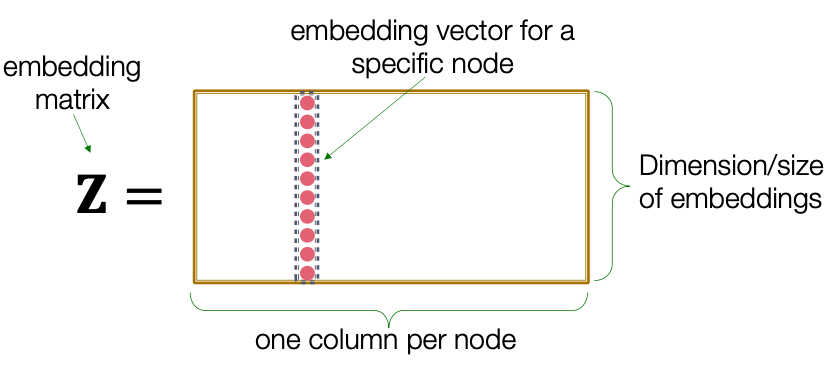 embedding vector for a
specific node
embedding
matrix
Z =
Dimension/size
of embeddings
one column per node